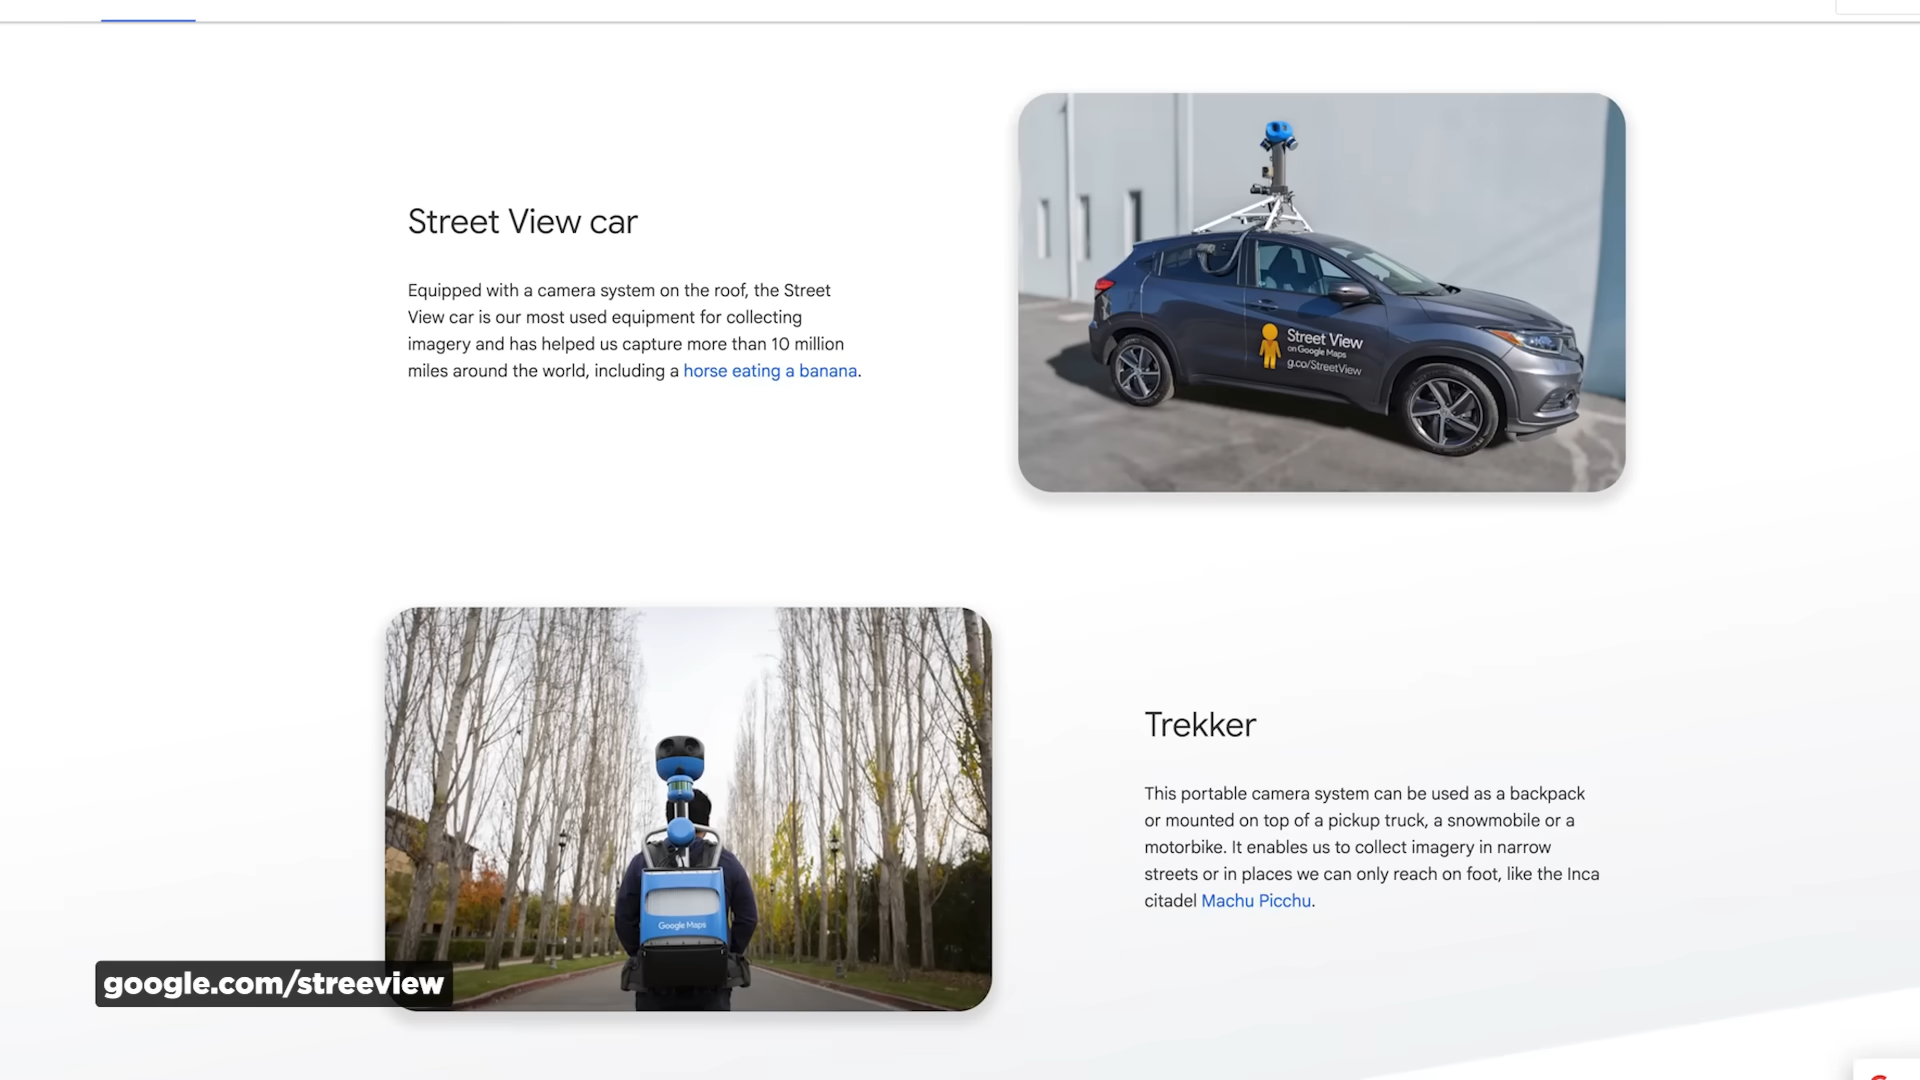 Street View car
Equipped with a camera system on the roof, the Street
View car is our most used equipment for collecting
imagery and has helped us capture more than 10 million
miles around the world, including a horse eating a banana.
Street View
on Google Maps
g.co/StreetView
Trekker
This portable camera system can be used as a backpack
or mounted on top of a pickup truck, a snowmobile or a
motorbike. It enables us to collect imagery in narrow
streets or in places we can only reach on foot, like the Inca
citadel Machu Picchu.
Google Maps
google.com/streeview